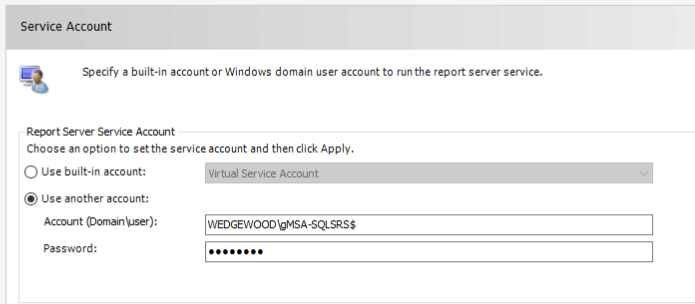 Service Account
Specify a built-in account or Windows domain user account to run the report server service.
Report Server Service Account
Choose an option to set the service account and then click Apply.
Use built-in account:
Virtual Service Account
Use another account:
Account (Domain\user):
WEDGEWOOD\gMSA-SQLSRS$
Password:
●●●●●●●●